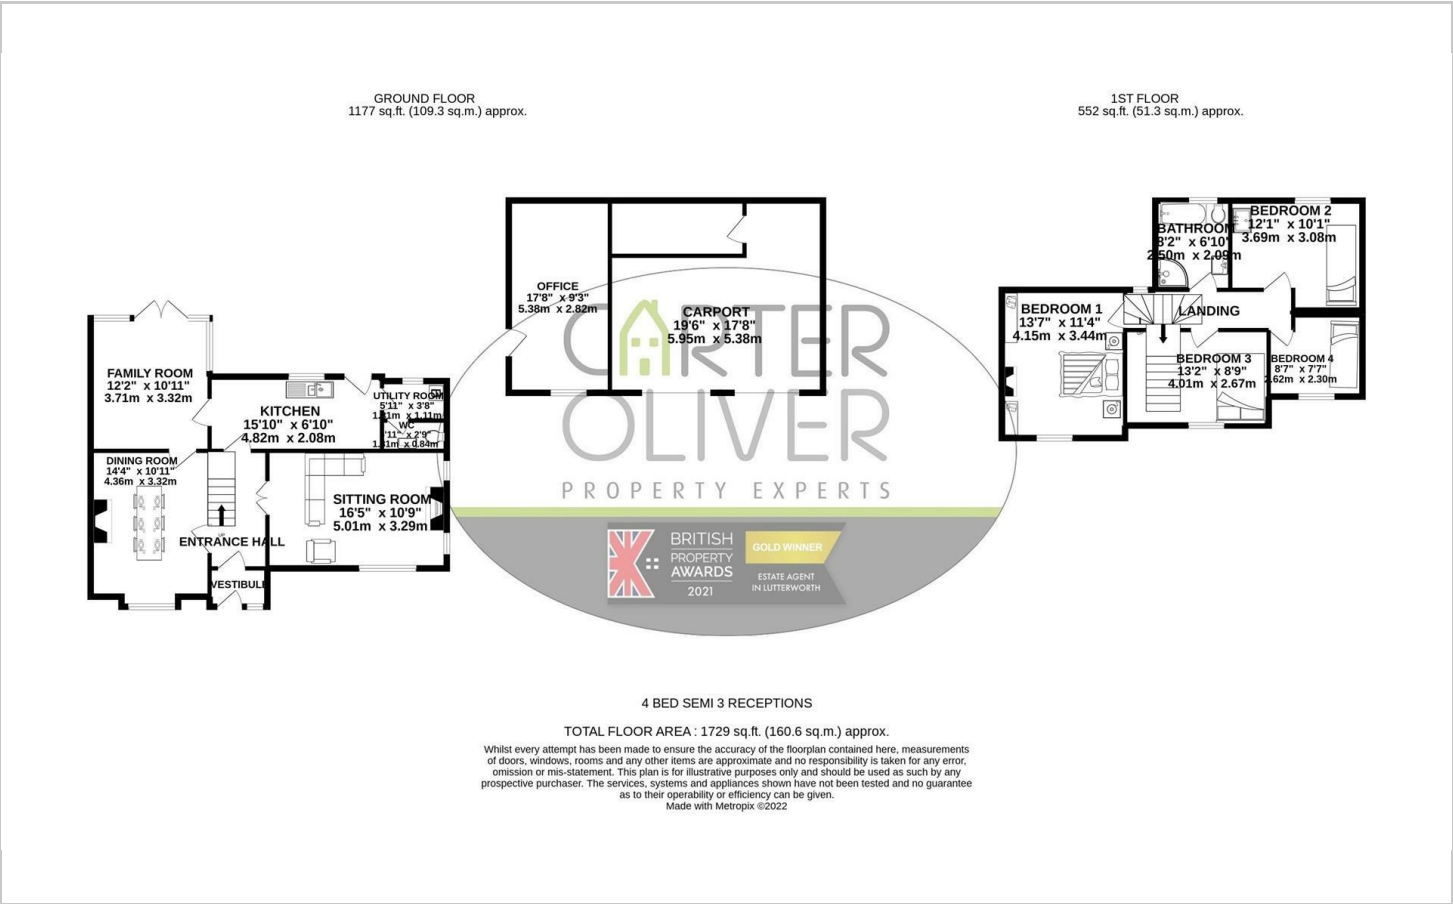 GROUND FLOOR
1177 sq.ft. (109.3 sq.m.) approx.
1ST FLOOR
552 sq.ft. (51.3 sq.m.) approx.
FAMILY ROOM
12'2" x 10'11"
3.71m x 3.32m
KITCHEN
15'10" x 6'10"
4.82m x 2.08m
UTILITY ROOM
5'11" x 3'8"
x 1.11m
WC
x 2'9"
x 0.84m
DINING ROOM
14'4" x 10'11"
4.36m x 3.32m
SITTING ROOM
16'5" x 10'9"
5.01m x 3.29m
UP
ENTRANCE HALL
VESTIBULE
OFFICE
17'8" x 9'3"
5.38m x 2.82m
CARPORT
19'6" x 17'8"
5.95m x 5.38m
BATHROOM
8'2" x 6'10"
2.50m x 2.09m
BEDROOM 2
12'1" x 10'1"
3.69m x 3.08m
BEDROOM 1
13'7" x 11'4"
4.15m x 3.44m
LANDING
BEDROOM 3
13'2" x 8'9"
4.01m x 2.67m
BEDROOM 4
8'7" x 7'7"
2.62m x 2.30m
CARTER
OLIVER
PROPERTY EXPERTS
BRITISH
PROPERTY
AWARDS
2021
GOLD WINNER
ESTATE AGENT
IN LUTTERWORTH
4 BED SEMI 3 RECEPTIONS
TOTAL FLOOR AREA : 1729 sq.ft. (160.6 sq.m.) approx.
Whilst every attempt has been made to ensure the accuracy of the floorplan contained here, measurements
of doors, windows, rooms and any other items are approximate and no responsibility is taken for any error,
omission or mis-statement. This plan is for illustrative purposes only and should be used as such by any
prospective purchaser. The services, systems and appliances shown have not been tested and no guarantee
as to their operability or efficiency can be given.
Made with Metropix ©2022